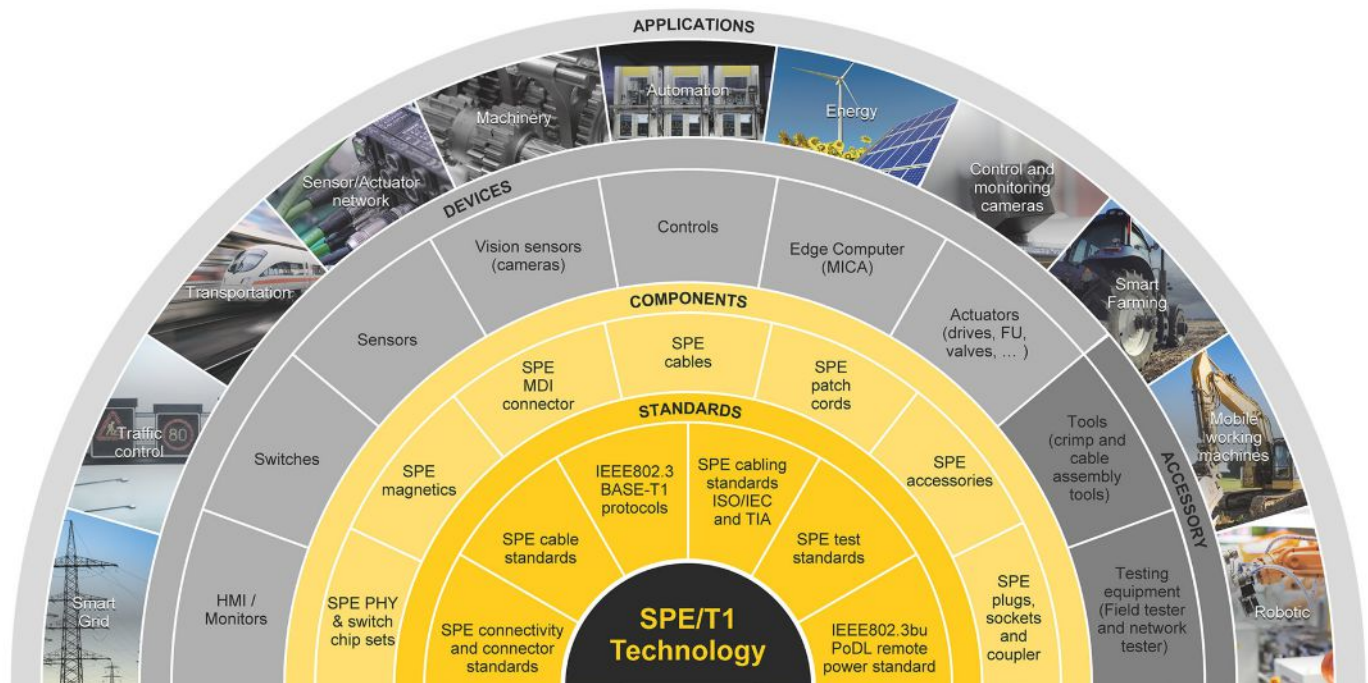 APPLICATIONS
Smart
Grid
Traffic
control
80
Transportation
Sensor/Actuator
network
Machinery
Automation
Energy
Control and
monitoring
cameras
Smart
Farming
Mobile
working
machines
Robotic
DEVICES
HMI /
Monitors
Switches
Sensors
Vision sensors
(cameras)
Controls
Edge Computer
(MICA)
Actuators
(drives, FU,
valves, ... )
ACCESSORY
Tools
(crimp and
cable
assembly
tools)
Testing
equipment
(Field tester
and network
tester)
COMPONENTS
SPE PHY
& switch
chip sets
SPE
magnetics
SPE
MDI
connector
SPE
cables
SPE
patch
cords
SPE
accessories
SPE
plugs,
sockets
and
coupler
STANDARDS
SPE connectivity
and connector
standards
SPE cable
standards
IEEE802.3
BASE-T1
protocols
SPE cabling
standards
ISO/IEC
and TIA
SPE test
standards
IEEE802.3bu
PoDL remote
power standard
SPE/T1
Technology